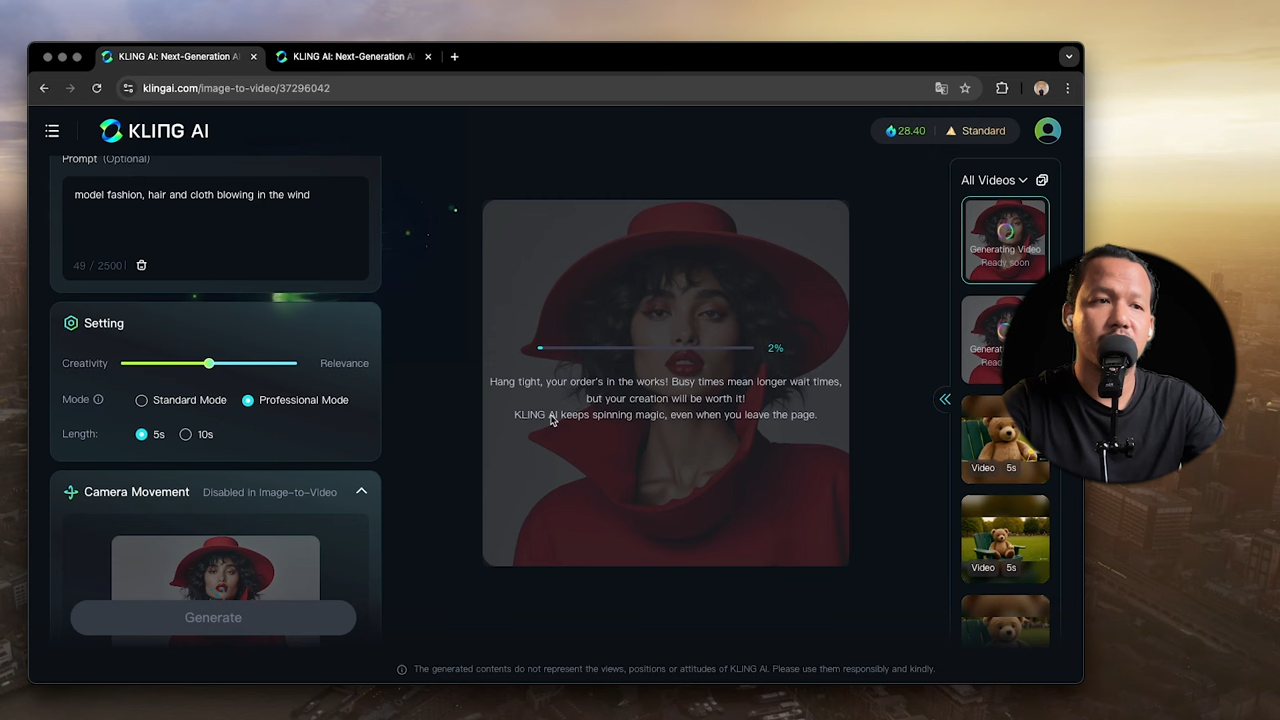 KLING AI: Next-Generation AI
KLING AI: Next-Generation AI
klingai.com/image-to-video/37296042
KLING AI
28.40
Standard
Prompt (Optional)
model fashion, hair and cloth blowing in the wind
49 / 2500
Setting
Creativity
Relevance
Mode
Standard Mode
Professional Mode
Length:
5s
10s
Camera Movement
Disabled in Image-to-Video
Generate
2%
Hang tight, your order's in the works! Busy times mean longer wait times,
but your creation will be worth it!
KLING AI keeps spinning magic, even when you leave the page.
All Videos
Generating Video
Ready soon
Video 5s
Video 5s
The generated contents do not represent the views, positions or attitudes of KLING AI. Please use them responsibly and kindly.